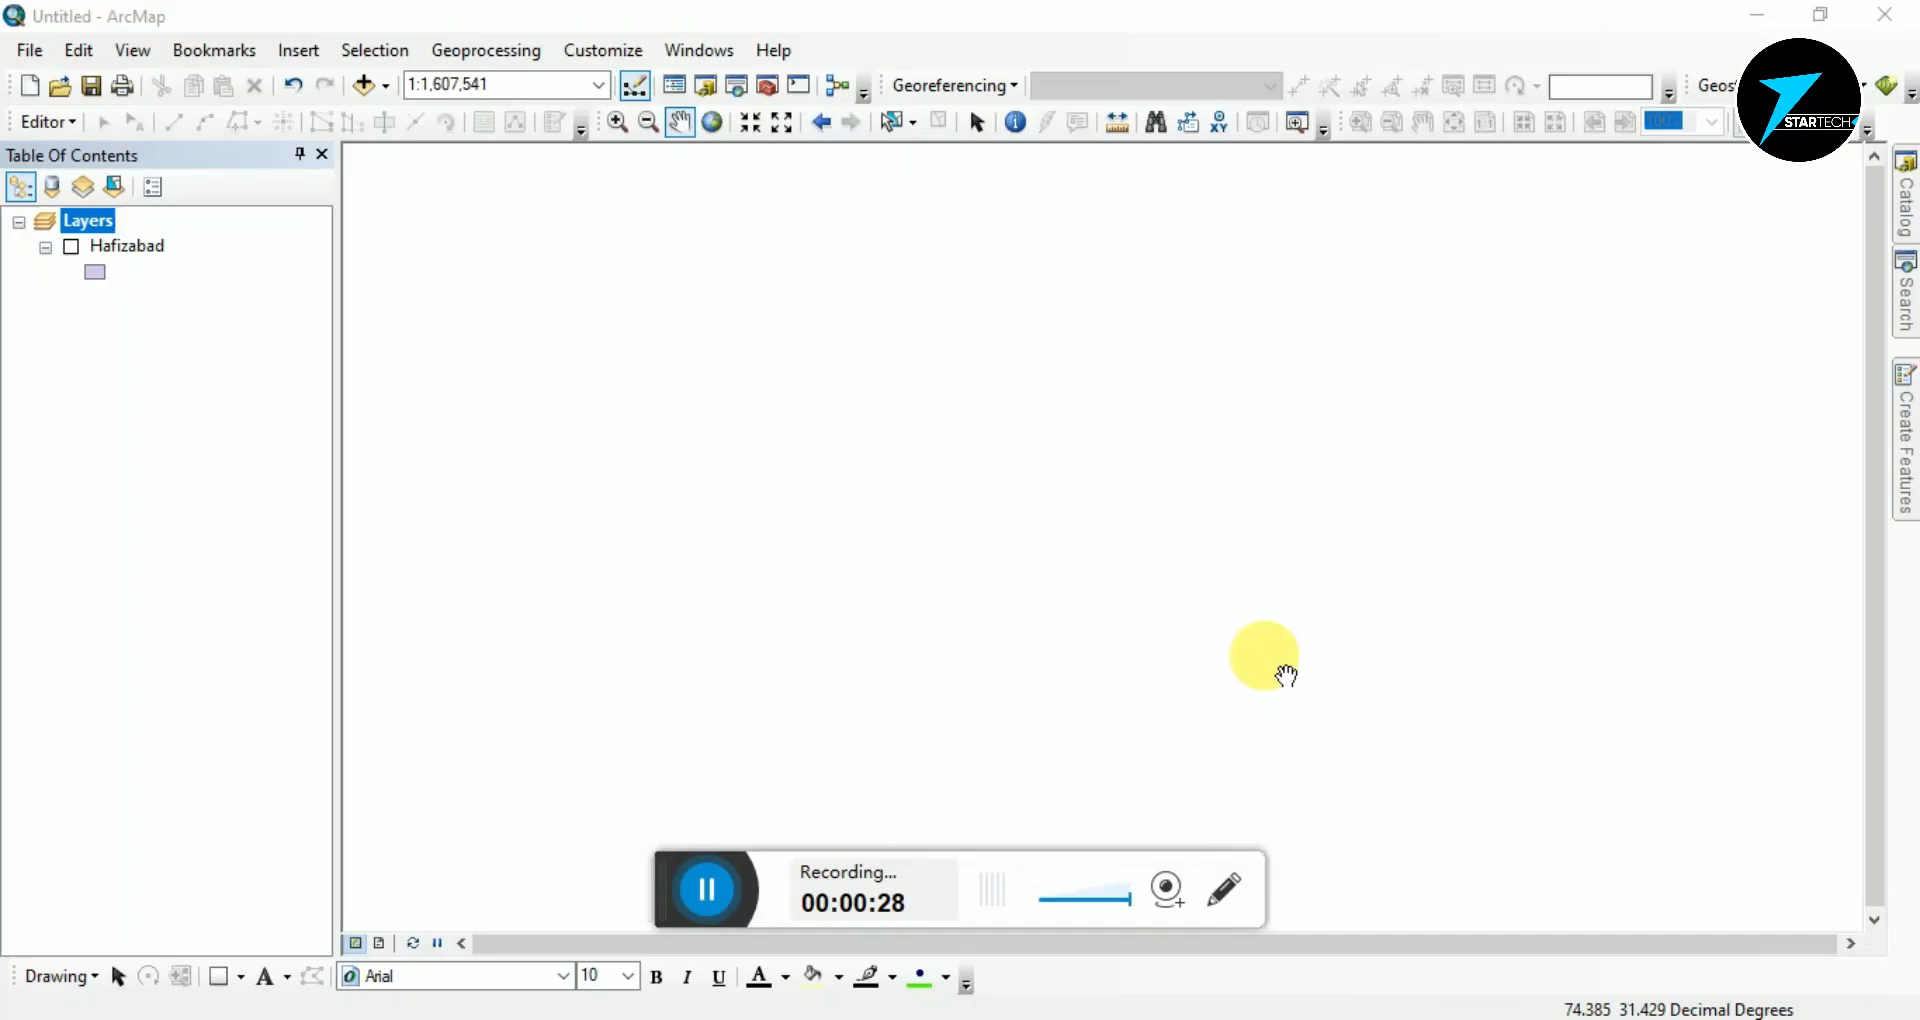 Untitled - ArcMap
File Edit View Bookmarks Insert Selection Geoprocessing Customize Windows Help
1:1,607,541 Georeferencing Geos
STARTECH
Editor 100%
Table Of Contents
Layers
Hafizabad
Catalog
Search
Create Features
Recording...
00:00:28
Drawing A Arial 10 B I U A
74.385 31.429 Decimal Degrees